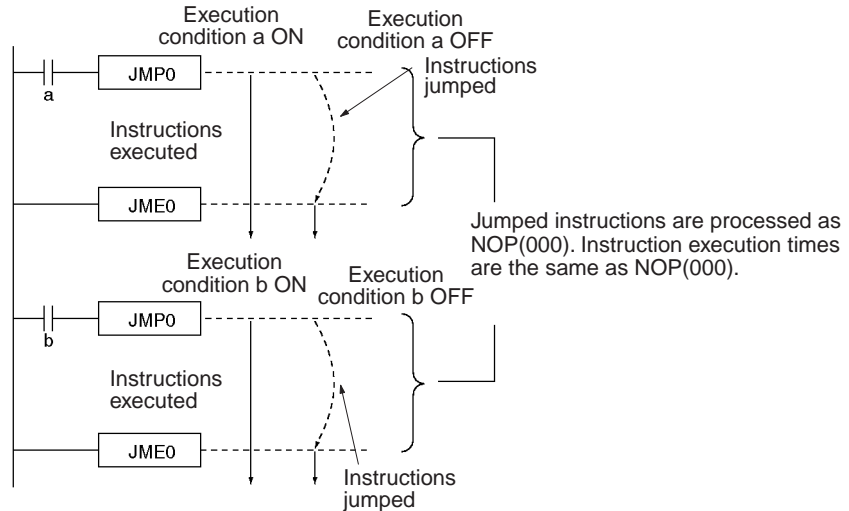 Execution
condition a ON
Execution
condition a OFF
JMP0
a
Instructions
jumped
Instructions
executed
JME0
Jumped instructions are processed as
NOP(000). Instruction execution times
are the same as NOP(000).
Execution
condition b ON
Execution
condition b OFF
JMP0
b
Instructions
executed
JME0
Instructions
jumped